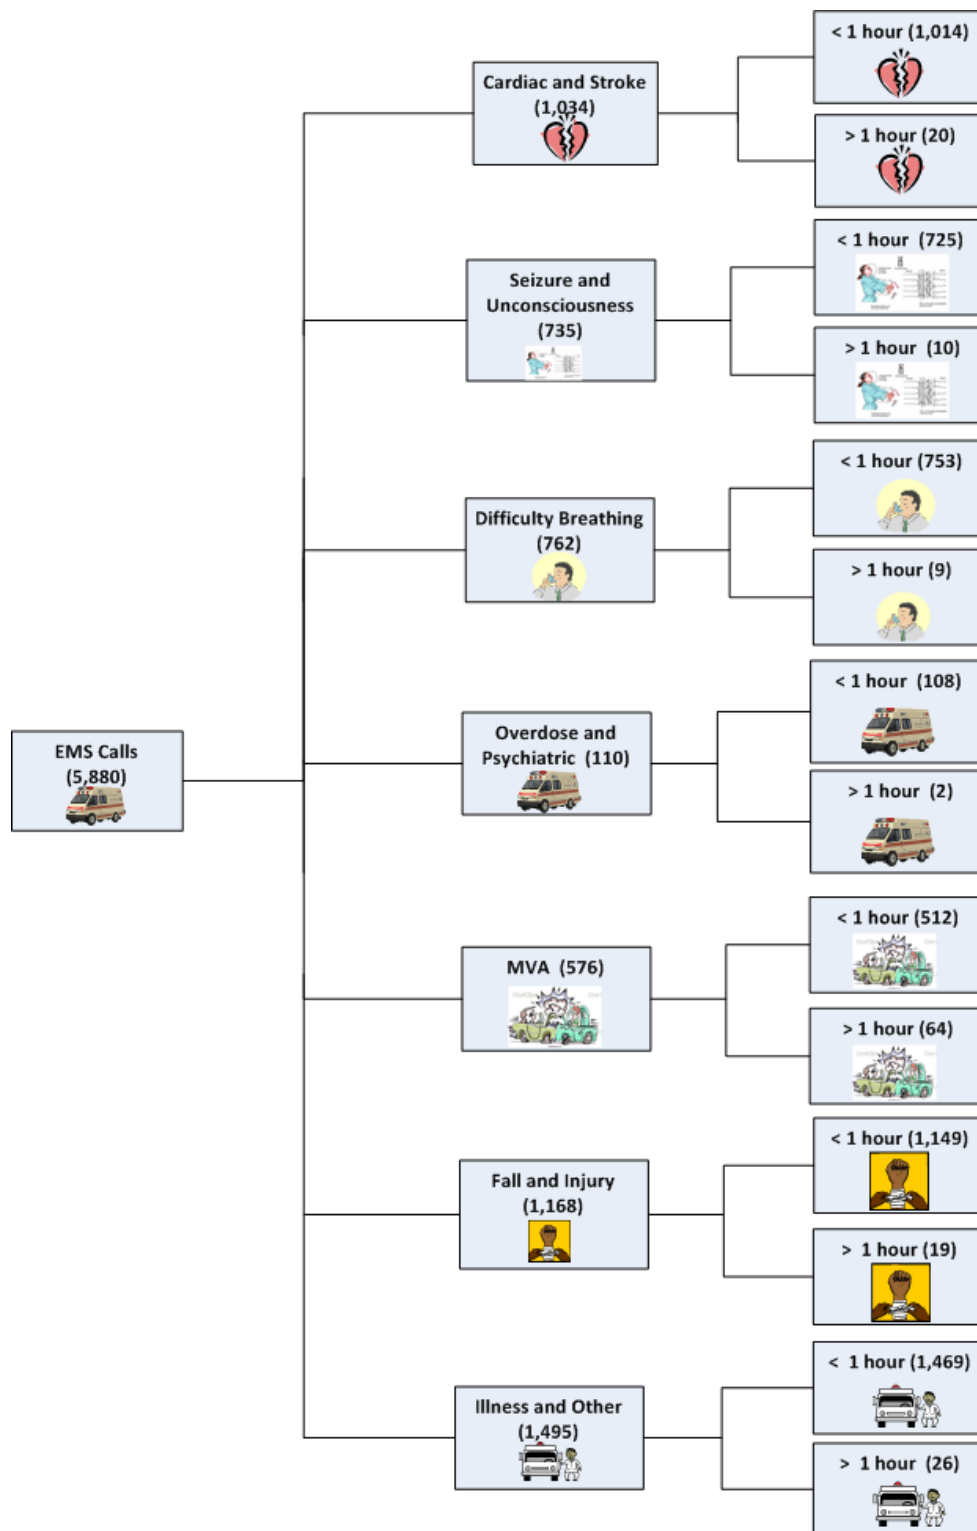 < 1 hour (1,014)
Cardiac and Stroke
(1,034)
> 1 hour (20)
< 1 hour (725)
Seizure and
Unconsciousness
(735)
> 1 hour (10)
< 1 hour (753)
Difficulty Breathing
(762)
> 1 hour (9)
< 1 hour (108)
Overdose and
Psychiatric (110)
EMS Calls
(5,880)
> 1 hour (2)
< 1 hour (512)
MVA (576)
> 1 hour (64)
< 1 hour (1,149)
Fall and Injury
(1,168)
> 1 hour (19)
< 1 hour (1,469)
Illness and Other
(1,495)
> 1 hour (26)